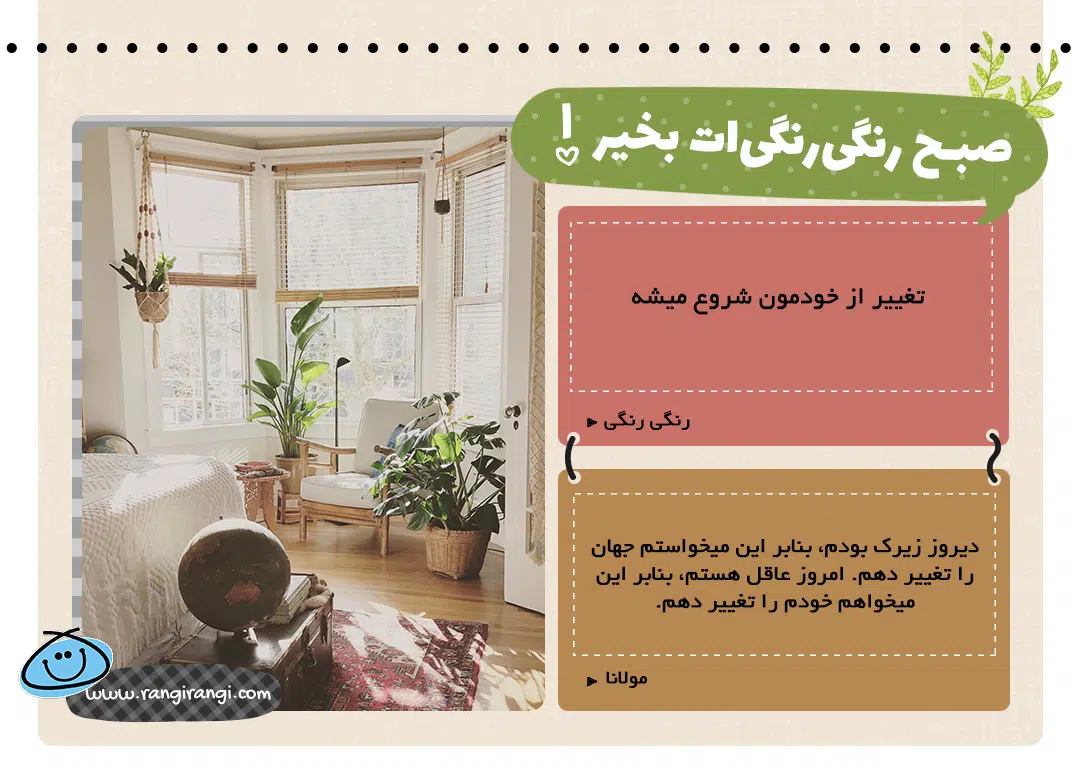 صبح رنگی‌رنگی‌ات بخیر !
تغییر از خودمون شروع میشه
رنگی رنگی
دیروز زیرک بودم، بنابر این میخواستم جهان
را تغییر دهم. امروز عاقل هستم، بنابر این
میخواهم خودم را تغییر دهم.
مولانا
www.rangirangi.com